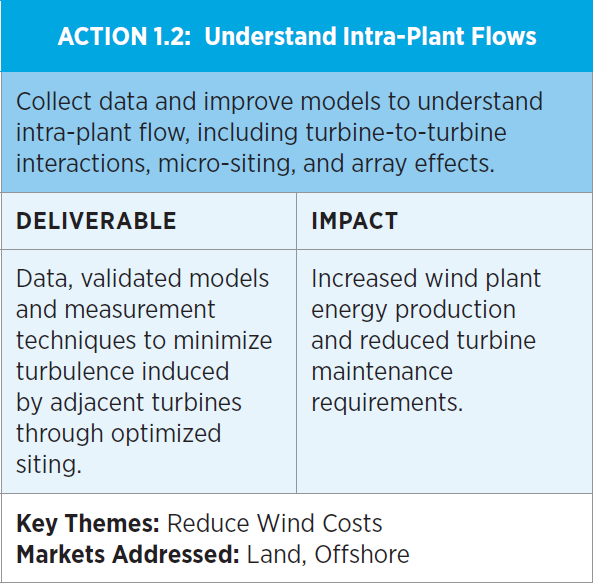 ACTION 1.2: Understand Intra-Plant Flows
Collect data and improve models to understand
intra-plant flow, including turbine-to-turbine
interactions, micro-siting, and array effects.
DELIVERABLE
Data, validated models
and measurement
techniques to minimize
turbulence induced
by adjacent turbines
through optimized
siting.
IMPACT
Increased wind plant
energy production
and reduced turbine
maintenance
requirements.
Key Themes: Reduce Wind Costs
Markets Addressed: Land, Offshore